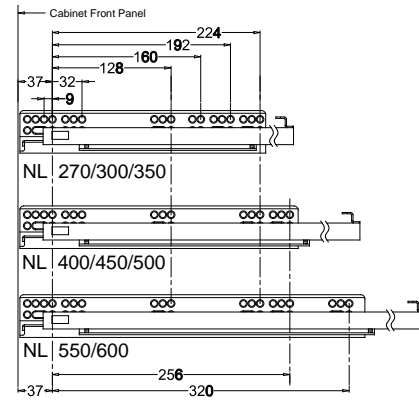 Cabinet Front Panel
224
192
160
37 32
128
9
NL 270/300/350
NL 400/450/500
NL 550/600
256
37 320